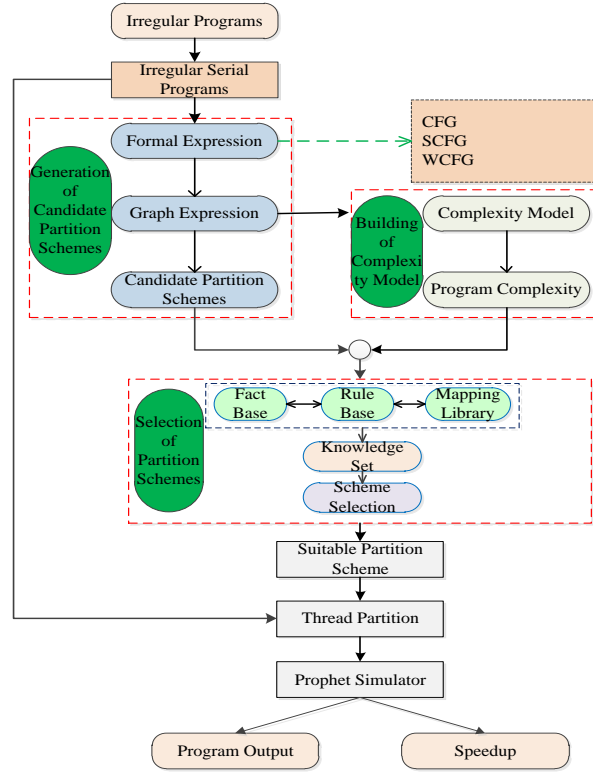 Irregular Programs
Irregular Serial
Programs
Formal Expression
CFG
SCFG
WCFG
Generation
of
Candidate
Partition
Schemes
Graph Expression
Candidate Partition
Schemes
Building
of
Complexi
ty Model
Complexity Model
Program Complexity
Selection
of
Partition
Schemes
Fact
Base
Rule
Base
Mapping
Library
Knowledge
Set
Scheme
Selection
Suitable Partition
Scheme
Thread Partition
Prophet Simulator
Program Output
Speedup